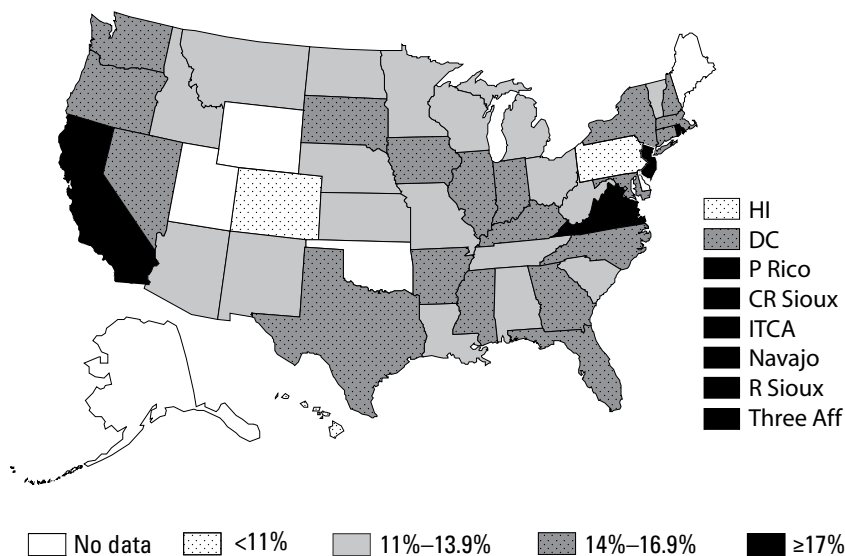 HI
DC
P Rico
CR Sioux
ITCA
Navajo
R Sioux
Three Aff
No data <11% 11%–13.9% 14%–16.9% ≥17%